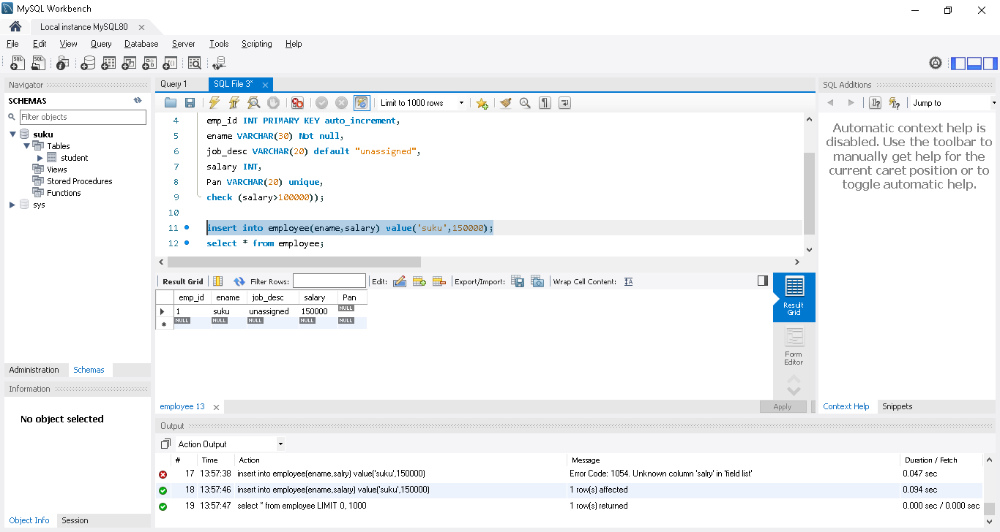 MySQL Workbench
Local instance MySQL80
File Edit View Query Database Server Tools Scripting Help
Navigator
SCHEMAS
Filter objects
suku
Tables
student
Views
Stored Procedures
Functions
sys
Administration Schemas
Information
No object selected
Object Info Session
Query 1 SQL File 3*
Limit to 1000 rows
4 emp_id INT PRIMARY KEY auto_increment,
5 ename VARCHAR(30) Not null,
6 job_desc VARCHAR(20) default "unassigned",
7 salary INT,
8 Pan VARCHAR(20) unique,
9 check (salary>100000));
10
11 insert into employee(ename,salary) value('suku',150000);
12 select * from employee;
Result Grid Filter Rows: Edit: Export/Import: Wrap Cell Content:
emp_id ename job_desc salary Pan
1 suku unassigned 150000 NULL
NULL NULL NULL NULL NULL
Result Grid
Form Editor
employee 13
Apply
SQL Additions
Jump to
Automatic context help is
disabled. Use the toolbar to
manually get help for the
current caret position or to
toggle automatic help.
Context Help Snippets
Output
Action Output
# Time Action Message Duration / Fetch
17 13:57:38 insert into employee(ename,salry) value('suku',150000) Error Code: 1054. Unknown column 'salry' in 'field list' 0.047 sec
18 13:57:46 insert into employee(ename,salary) value('suku',150000) 1 row(s) affected 0.094 sec
19 13:57:47 select * from employee LIMIT 0, 1000 1 row(s) returned 0.000 sec / 0.000 sec